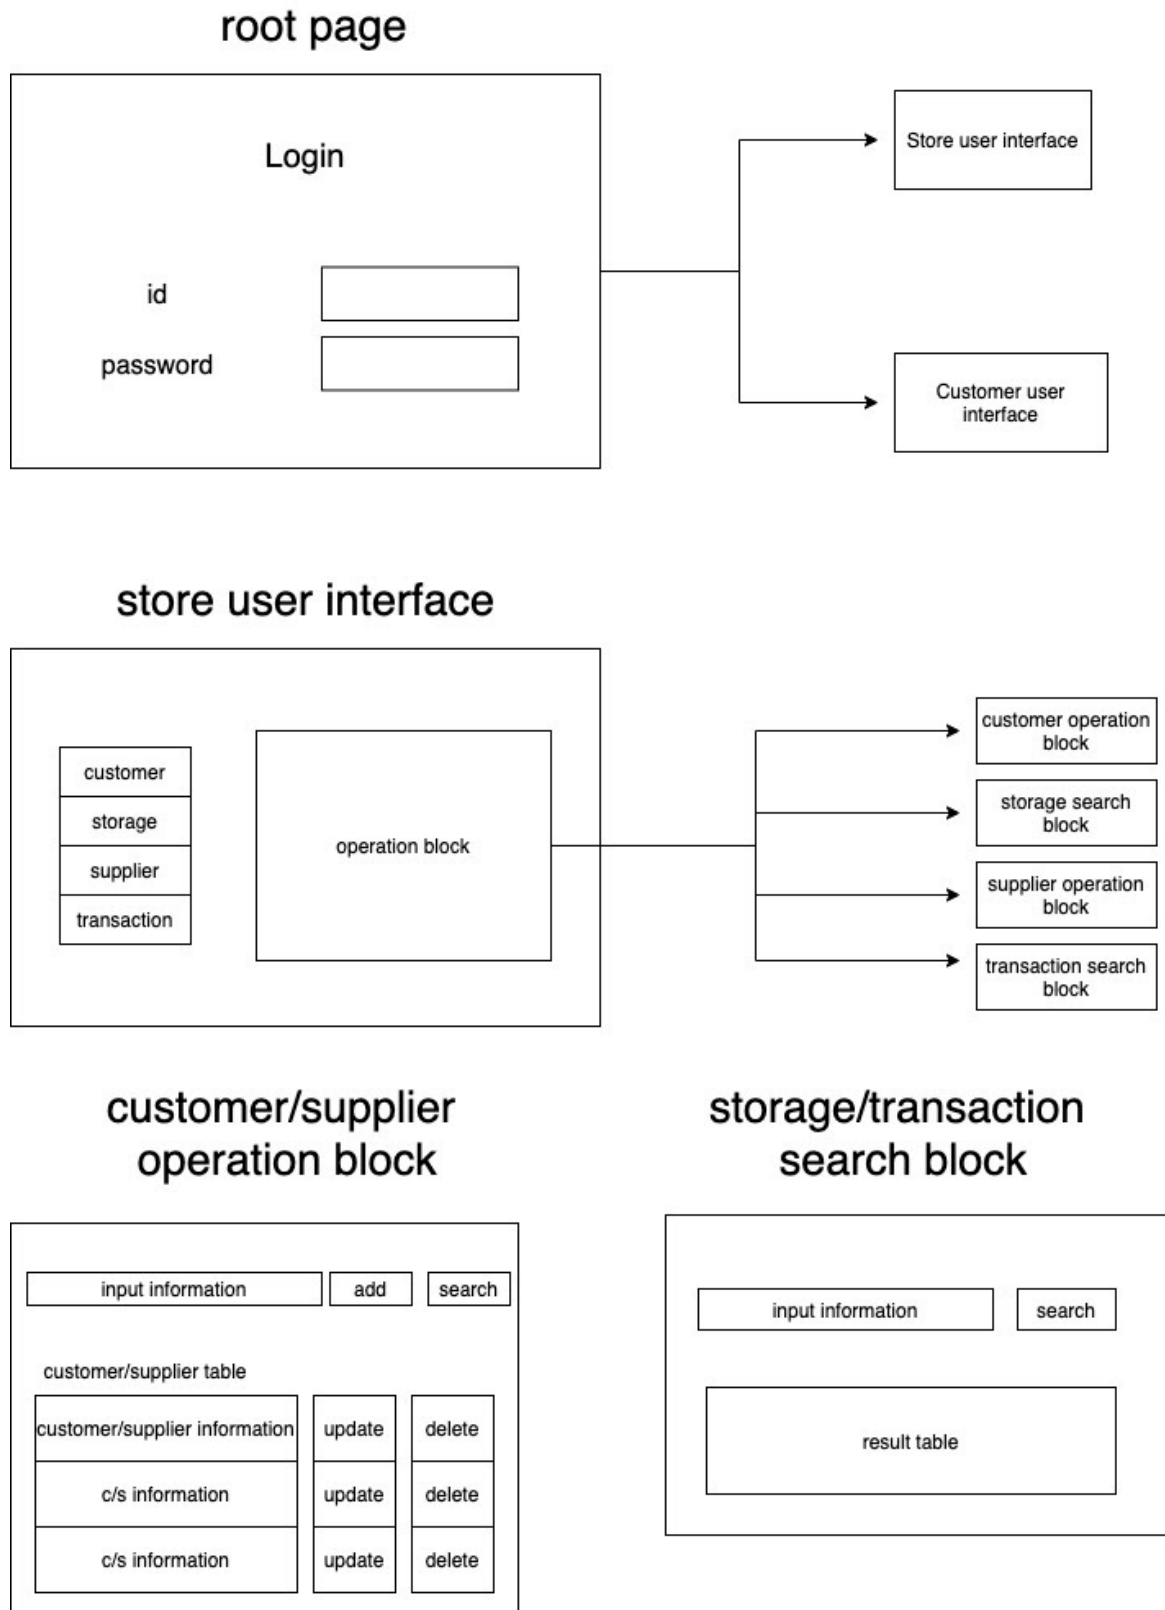 root page
Login
id
password
Store user interface
Customer user
interface
store user interface
customer
storage
supplier
transaction
operation block
customer operation
block
storage search
block
supplier operation
block
transaction search
block
customer/supplier
operation block
input information
add
search
customer/supplier table
customer/supplier information
update
delete
c/s information
update
delete
c/s information
update
delete
storage/transaction
search block
input information
search
result table